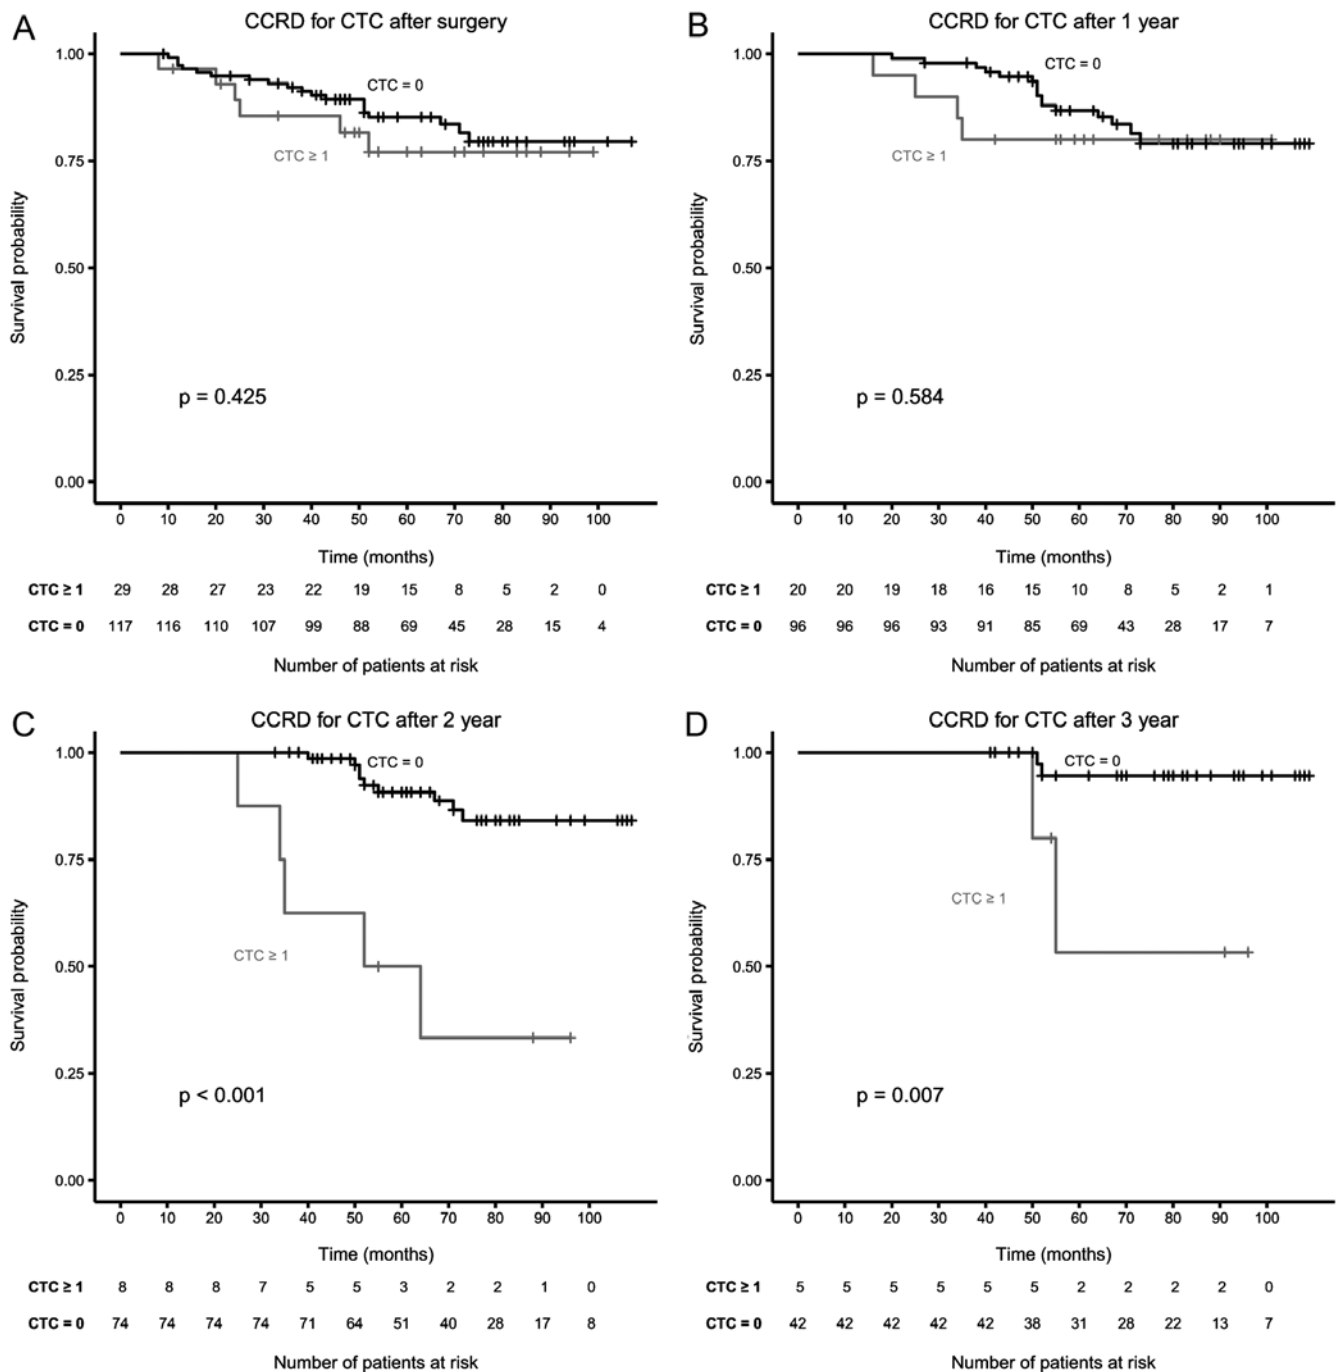 A
CCRD for CTC after surgery
1.00
0.75
0.50
0.25
0.00
Survival probability
CTC = 0
CTC ≥ 1
p = 0.425
0 10 20 30 40 50 60 70 80 90 100
Time (months)
CTC ≥ 1 29 28 27 23 22 19 15 8 5 2 0
CTC = 0 117 116 110 107 99 88 69 45 28 15 4
Number of patients at risk
B
CCRD for CTC after 1 year
1.00
0.75
0.50
0.25
0.00
Survival probability
CTC = 0
CTC ≥ 1
p = 0.584
0 10 20 30 40 50 60 70 80 90 100
Time (months)
CTC ≥ 1 20 20 19 18 16 15 10 8 5 2 1
CTC = 0 96 96 96 93 91 85 69 43 28 17 7
Number of patients at risk
C
CCRD for CTC after 2 year
1.00
0.75
0.50
0.25
0.00
Survival probability
CTC = 0
CTC ≥ 1
p < 0.001
0 10 20 30 40 50 60 70 80 90 100
Time (months)
CTC ≥ 1 8 8 8 7 5 5 3 2 2 1 0
CTC = 0 74 74 74 74 71 64 51 40 28 17 8
Number of patients at risk
D
CCRD for CTC after 3 year
1.00
0.75
0.50
0.25
0.00
Survival probability
CTC = 0
CTC ≥ 1
p = 0.007
0 10 20 30 40 50 60 70 80 90 100
Time (months)
CTC ≥ 1 5 5 5 5 5 5 2 2 2 2 0
CTC = 0 42 42 42 42 42 38 31 28 22 13 7
Number of patients at risk